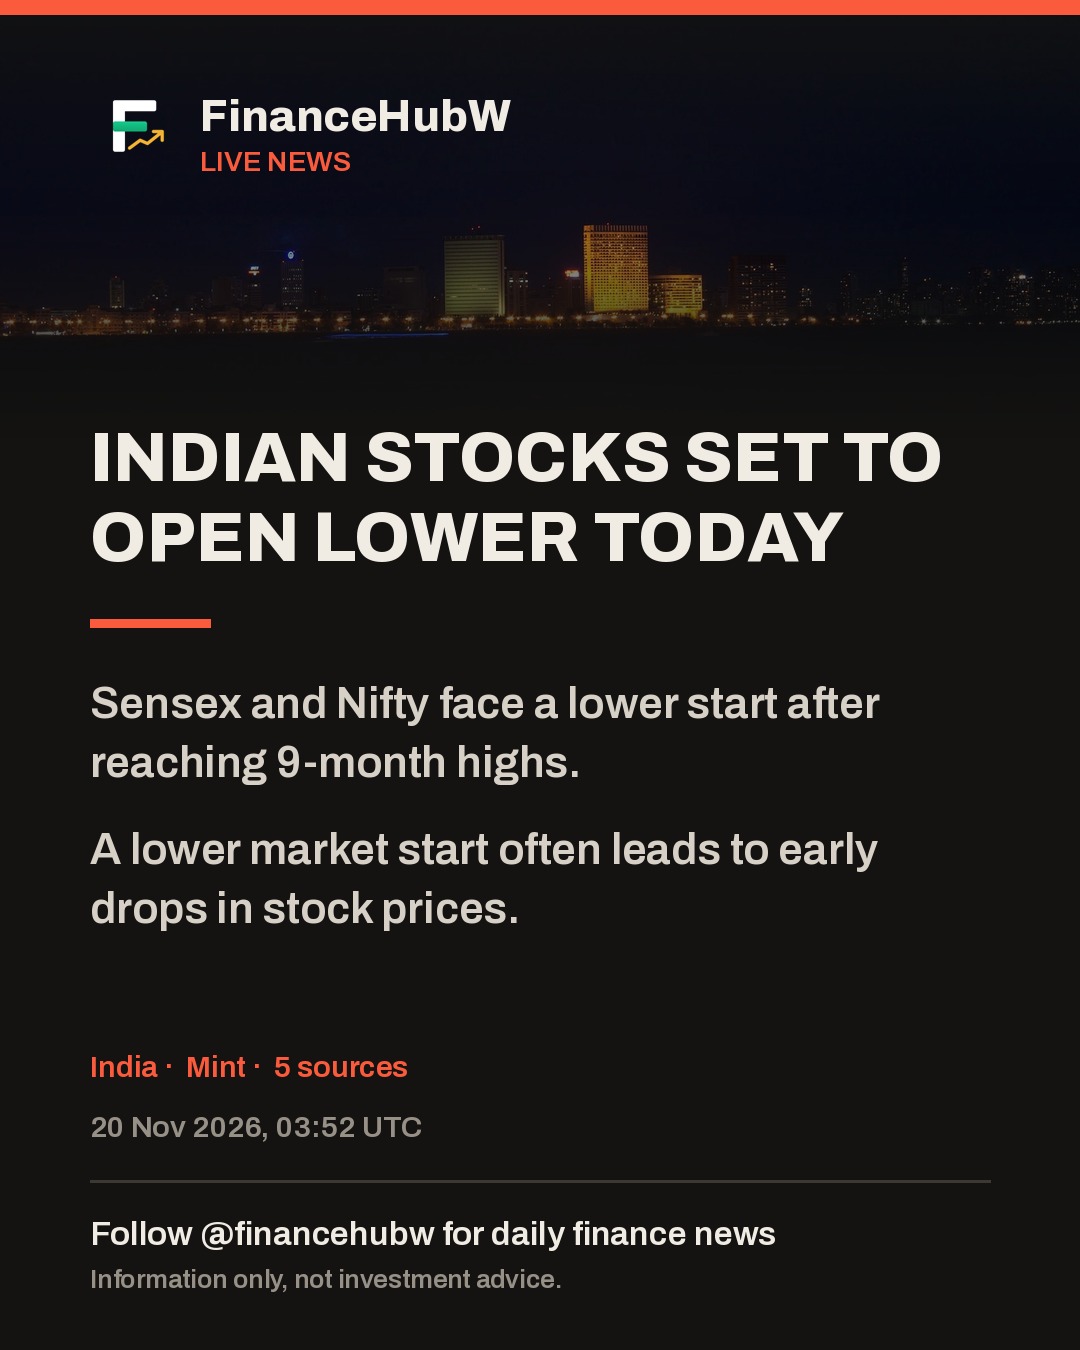 FinanceHubW
LIVE NEWS
INDIAN STOCKS SET TO
OPEN LOWER TODAY
Sensex and Nifty face a lower start after
reaching 9-month highs.
A lower market start often leads to early
drops in stock prices.
India · Mint · 5 sources
20 Nov 2026, 03:52 UTC
Follow @financehubw for daily finance news
Information only, not investment advice.